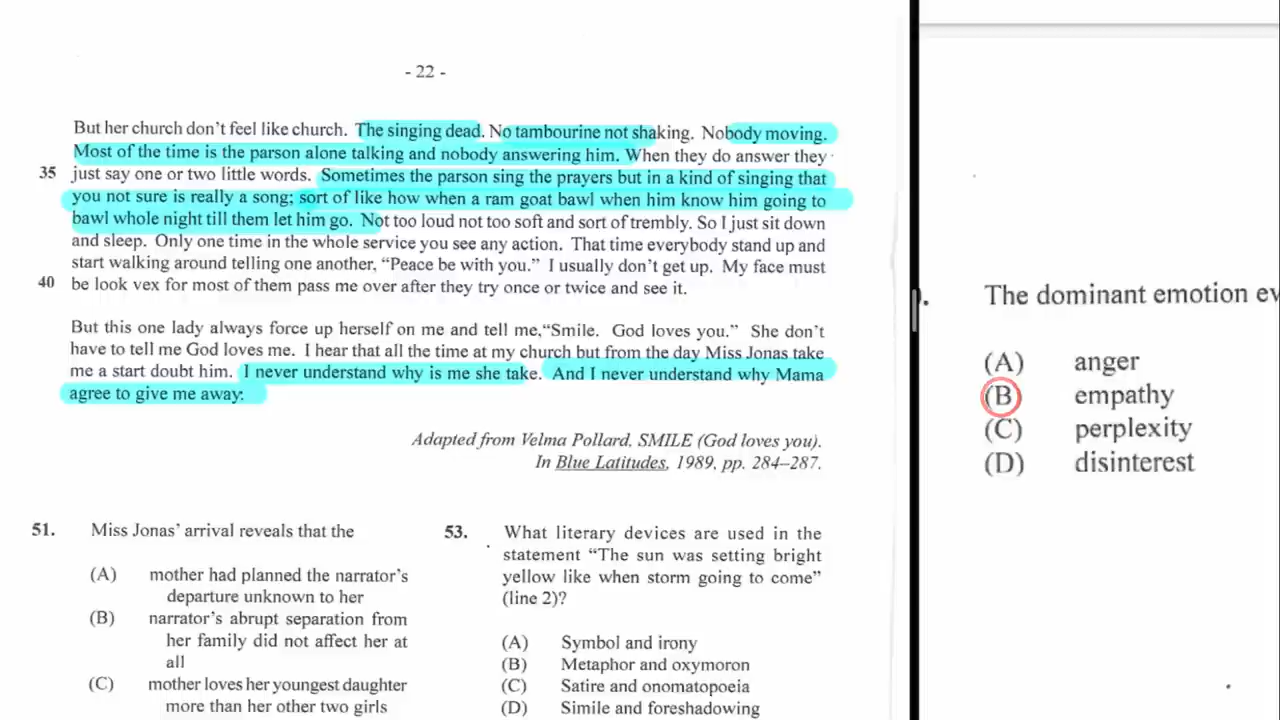 - 22 -
But her church don't feel like church. The singing dead. No tambourine not shaking. Nobody moving.
Most of the time is the parson alone talking and nobody answering him. When they do answer they
35 just say one or two little words. Sometimes the parson sing the prayers but in a kind of singing that
you not sure is really a song; sort of like how when a ram goat bawl when him know him going to
bawl whole night till them let him go. Not too loud not too soft and sort of trembly. So I just sit down
and sleep. Only one time in the whole service you see any action. That time everybody stand up and
start walking around telling one another, “Peace be with you.” I usually don't get up. My face must
40 be look vex for most of them pass me over after they try once or twice and see it.
But this one lady always force up herself on me and tell me,“Smile. God loves you.” She don't
have to tell me God loves me. I hear that all the time at my church but from the day Miss Jonas take
me a start doubt him. I never understand why is me she take. And I never understand why Mama
agree to give me away.
Adapted from Velma Pollard, SMILE (God loves you).
In Blue Latitudes, 1989, pp. 284–287.
51. Miss Jonas' arrival reveals that the
(A) mother had planned the narrator's
departure unknown to her
(B) narrator's abrupt separation from
her family did not affect her at
all
(C) mother loves her youngest daughter
more than her other two girls
53. What literary devices are used in the
statement “The sun was setting bright
yellow like when storm going to come”
(line 2)?
(A) Symbol and irony
(B) Metaphor and oxymoron
(C) Satire and onomatopoeia
(D) Simile and foreshadowing
The dominant emotion ev
(A) anger
(B) empathy
(C) perplexity
(D) disinterest